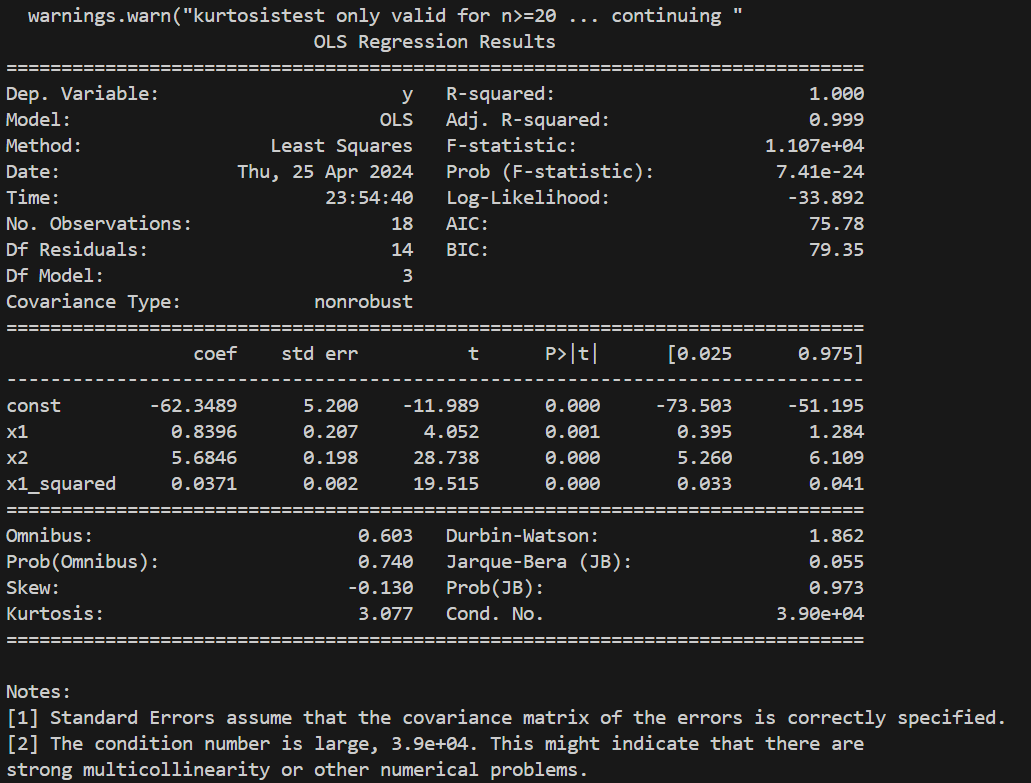 warnings.warn("kurtosistest only valid for n>=20 ... continuing "
                            OLS Regression Results
==============================================================================
Dep. Variable:                      y   R-squared:                       1.000
Model:                            OLS   Adj. R-squared:                  0.999
Method:                 Least Squares   F-statistic:                 1.107e+04
Date:                Thu, 25 Apr 2024   Prob (F-statistic):           7.41e-24
Time:                        23:54:40   Log-Likelihood:                -33.892
No. Observations:                  18   AIC:                             75.78
Df Residuals:                      14   BIC:                             79.35
Df Model:                           3
Covariance Type:            nonrobust
==============================================================================
                 coef    std err          t      P>|t|      [0.025      0.975]
------------------------------------------------------------------------------
const        -62.3489      5.200    -11.989      0.000     -73.503     -51.195
x1             0.8396      0.207      4.052      0.001       0.395       1.284
x2             5.6846      0.198     28.738      0.000       5.260       6.109
x1_squared     0.0371      0.002     19.515      0.000       0.033       0.041
==============================================================================
Omnibus:                        0.603   Durbin-Watson:                   1.862
Prob(Omnibus):                  0.740   Jarque-Bera (JB):                0.055
Skew:                          -0.130   Prob(JB):                        0.973
Kurtosis:                       3.077   Cond. No.                     3.90e+04
==============================================================================

Notes:
[1] Standard Errors assume that the covariance matrix of the errors is correctly specified.
[2] The condition number is large, 3.9e+04. This might indicate that there are
strong multicollinearity or other numerical problems.